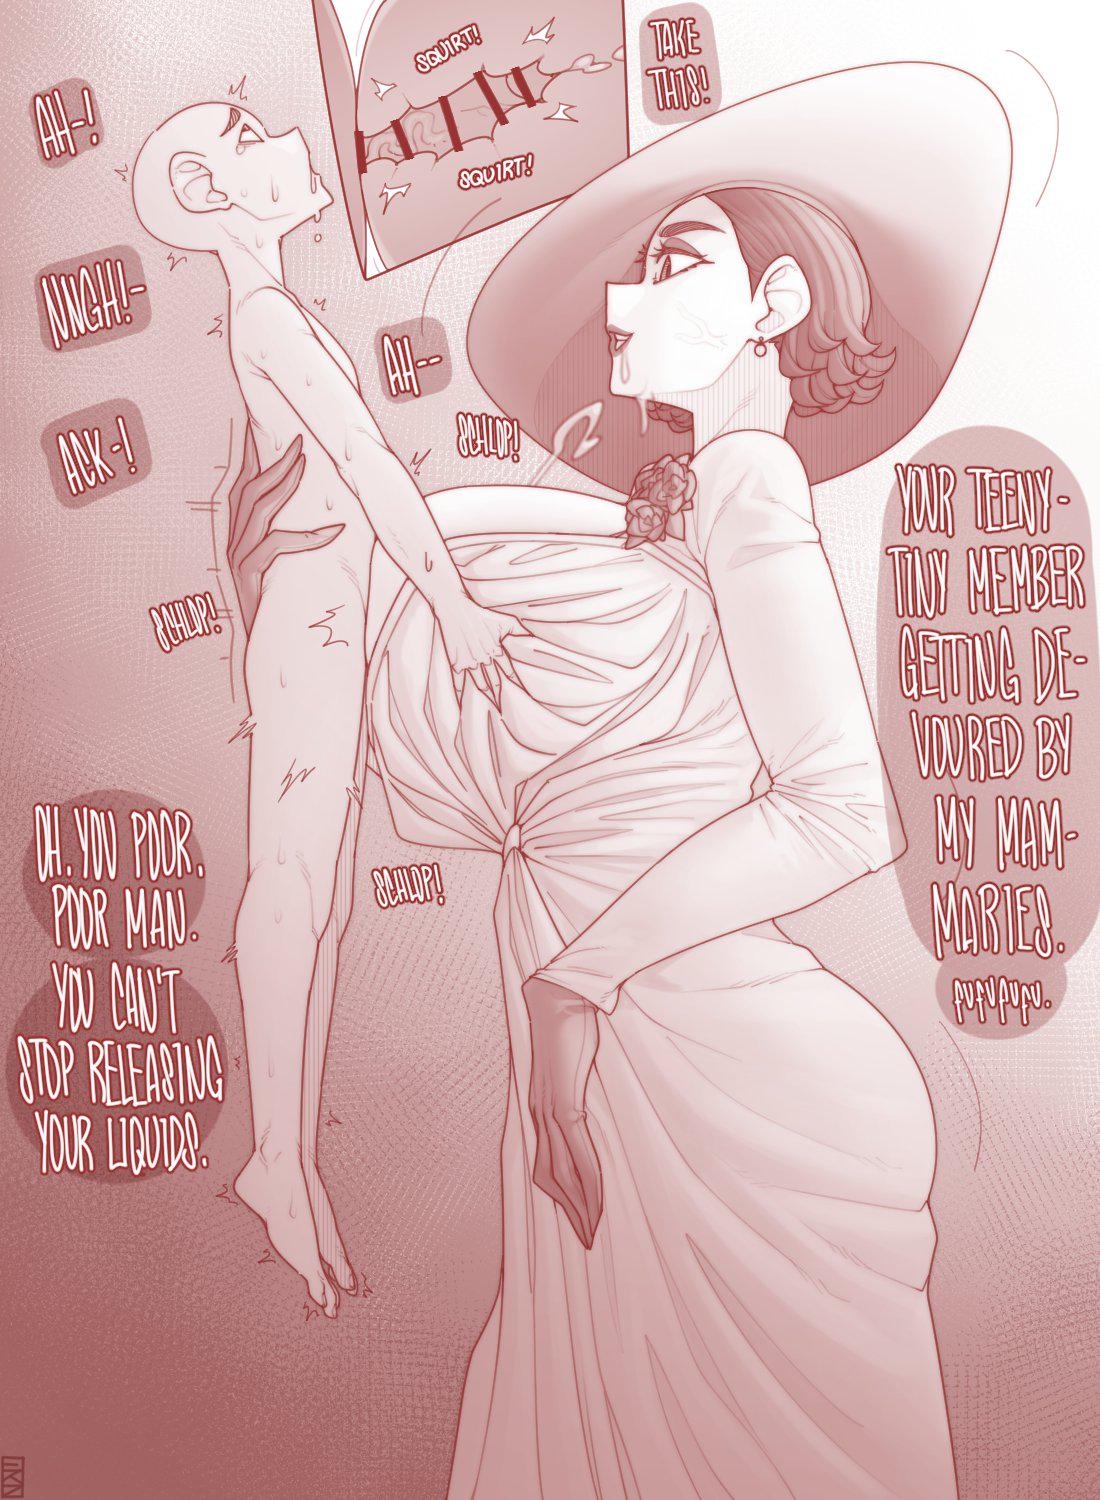 SQUIRT!
TAKE
THIS!
AH-!
SQUIRT!
NNGH!-
AH--
ACK-!
SCHLOP!
YOUR TEENY-
TINY MEMBER
GETTING DE-
VOURED BY
MY MAM-
MARIES.
FUFUFUFU.
SCHLOP!
OH, YOU POOR,
POOR MAN.
YOU CAN'T
STOP RELEASING
YOUR LIQUIDS.
SCHLOP!